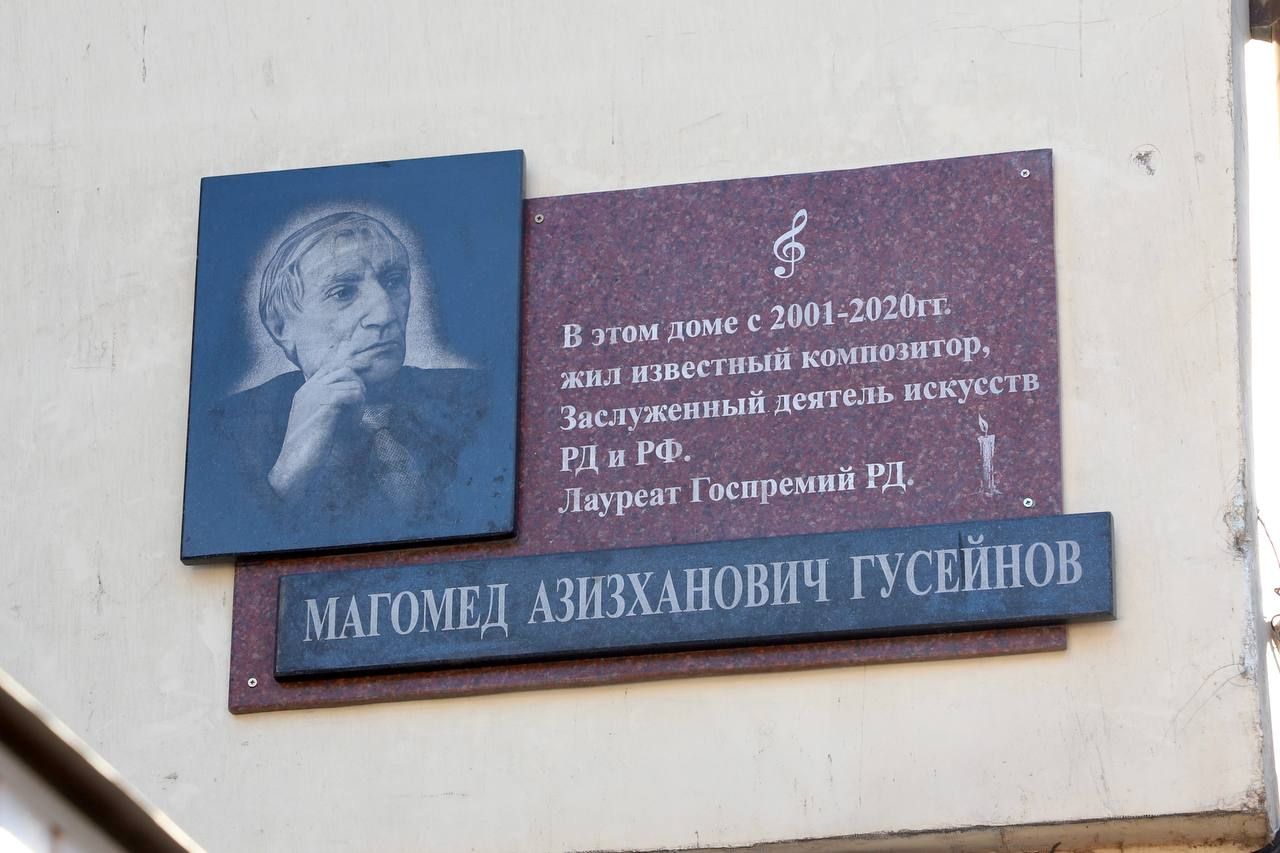 В этом доме с 2001-2020гг.
жил известный композитор,
Заслуженный деятель искусств
РД и РФ.
Лауреат Госпремий РД.
МАГОМЕД АЗИЗХАНОВИЧ ГУСЕЙНОВ